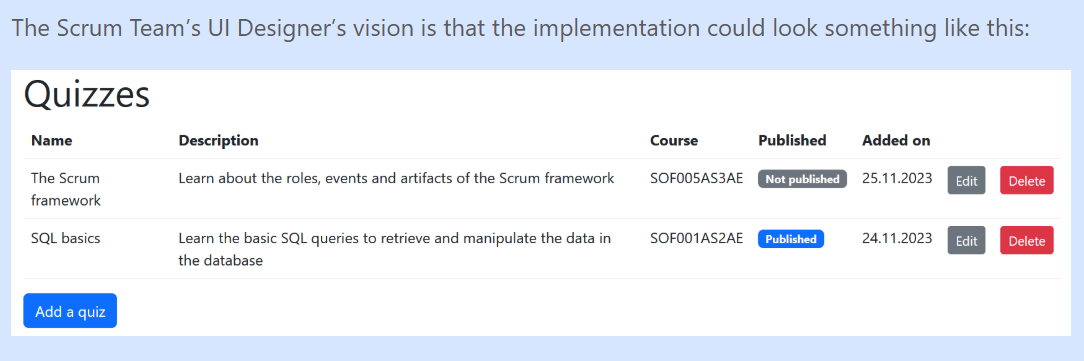 The Scrum Team’s UI Designer’s vision is that the implementation could look something like this:
Quizzes
Name Description Course Published Added on
The Scrum Learn about the roles, events and artifacts of the Scrum framework SOF005AS3AE Not published 25.11.2023 Edit Delete
framework
SQL basics Learn the basic SQL queries to retrieve and manipulate the data in SOF001AS2AE Published 24.11.2023 Edit Delete
the database
Add a quiz